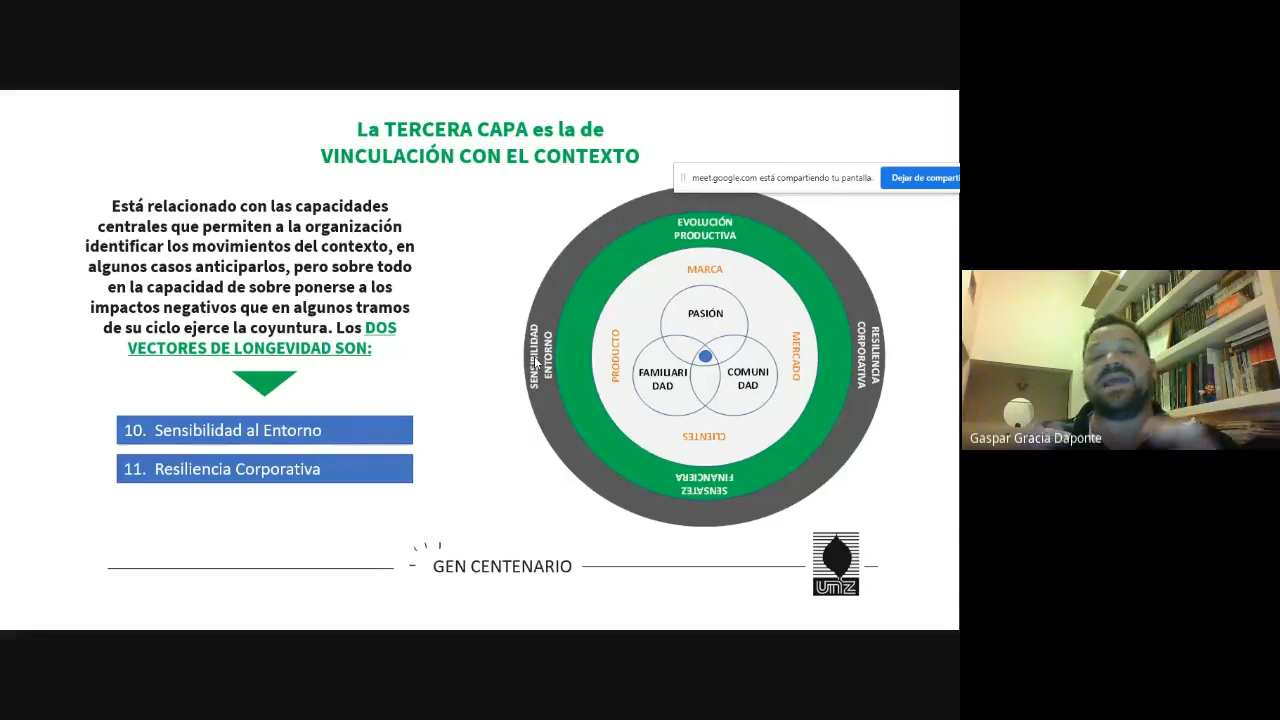 La TERCERA CAPA es la de
VINCULACIÓN CON EL CONTEXTO
meet.google.com está compartiendo tu pantalla.
Dejar de comparti
Está relacionado con las capacidades
centrales que permiten a la organización
identificar los movimientos del contexto, en
algunos casos anticiparlos, pero sobre todo
en la capacidad de sobre ponerse a los
impactos negativos que en algunos tramos
de su ciclo ejerce la coyuntura. Los DOS
VECTORES DE LONGEVIDAD SON:
10. Sensibilidad al Entorno
11. Resiliencia Corporativa
EVOLUCIÓN
PRODUCTIVA
MARCA
PASIÓN
SENSIBILIDAD
ENTORNO
PRODUCTO
FAMILIARI
DAD
COMUNI
DAD
MERCADO
RESILIENCIA
CORPORATIVA
CLIENTES
SENSATEZ
FINANCIERA
GEN CENTENARIO
UNZ
Gaspar Gracia Daponte